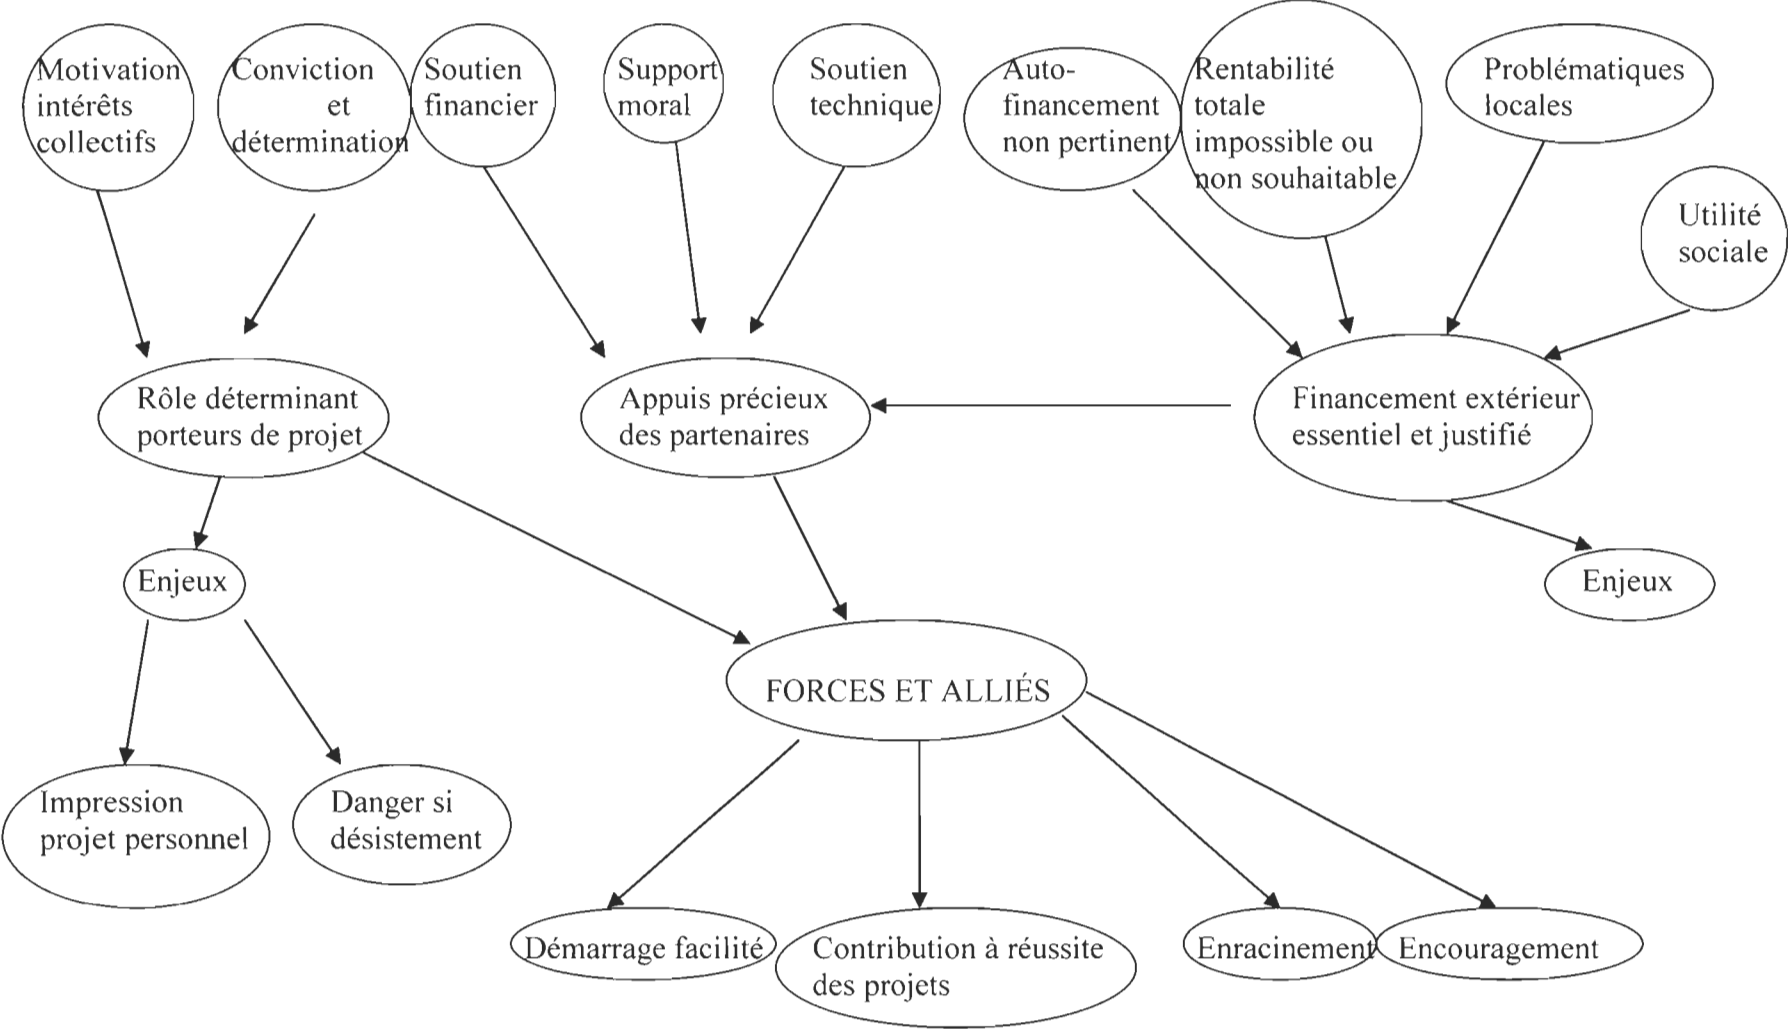 Motivation
intérêts
collectifs
Conviction
et
détermination
Soutien
financier
Support
moral
Soutien
technique
Auto-
financement
non pertinent
Rentabilité
totale
impossible ou
non souhaitable
Problématiques
locales
Utilité
sociale
Rôle déterminant
porteurs de projet
Appuis précieux
des partenaires
Financement extérieur
essentiel et justifié
Enjeux
Enjeux
FORCES ET ALLIÉS
Impression
projet personnel
Danger si
désistement
Démarrage facilité
Contribution à réussite
des projets
Enracinement
Encouragement